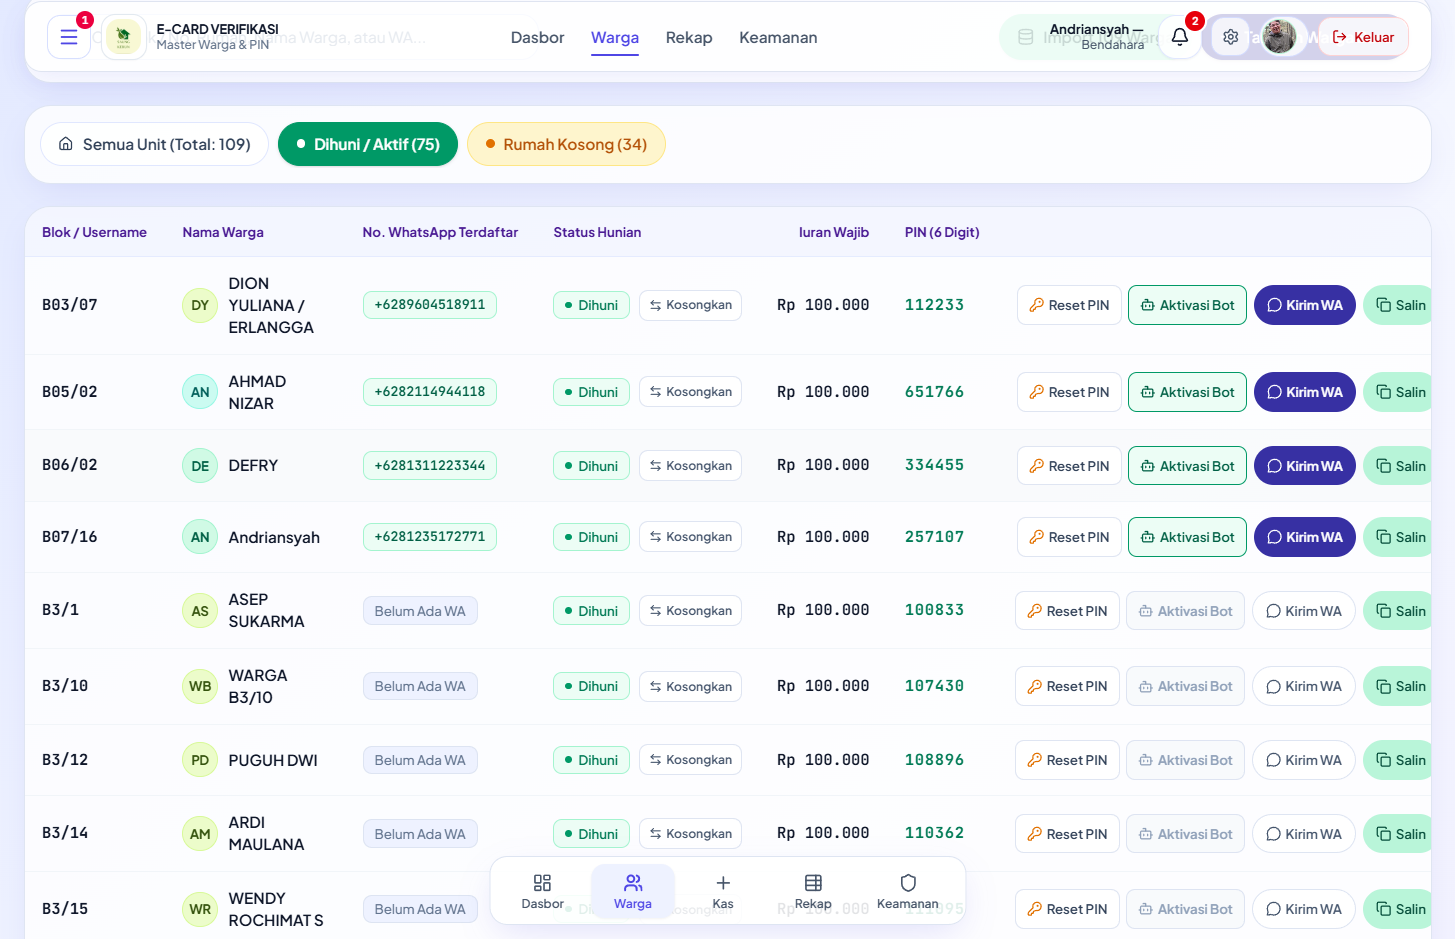 1
E-CARD VERIFIKASI
Master Warga & PIN
Dasbor
Warga
Rekap
Keamanan
Andriansyah —
Bendahara
2
Keluar
Semua Unit (Total: 109)
Dihuni / Aktif (75)
Rumah Kosong (34)
Blok / Username Nama Warga No. WhatsApp Terdaftar Status Hunian Iuran Wajib PIN (6 Digit)
B03/07 DY DION YULIANA / ERLANGGA +6289604518911 Dihuni Kosongkan Rp 100.000 112233 Reset PIN Aktivasi Bot Kirim WA Salin
B05/02 AN AHMAD NIZAR +6282114944118 Dihuni Kosongkan Rp 100.000 651766 Reset PIN Aktivasi Bot Kirim WA Salin
B06/02 DE DEFRY +6281311223344 Dihuni Kosongkan Rp 100.000 334455 Reset PIN Aktivasi Bot Kirim WA Salin
B07/16 AN Andriansyah +6281235172771 Dihuni Kosongkan Rp 100.000 257107 Reset PIN Aktivasi Bot Kirim WA Salin
B3/1 AS ASEP SUKARMA Belum Ada WA Dihuni Kosongkan Rp 100.000 100833 Reset PIN Aktivasi Bot Kirim WA Salin
B3/10 WB WARGA B3/10 Belum Ada WA Dihuni Kosongkan Rp 100.000 107430 Reset PIN Aktivasi Bot Kirim WA Salin
B3/12 PD PUGUH DWI Belum Ada WA Dihuni Kosongkan Rp 100.000 108896 Reset PIN Aktivasi Bot Kirim WA Salin
B3/14 AM ARDI MAULANA Belum Ada WA Dihuni Kosongkan Rp 100.000 110362 Reset PIN Aktivasi Bot Kirim WA Salin
B3/15 WR WENDY ROCHIMAT S Belum Ada WA Reset PIN Aktivasi Bot Kirim WA Salin
Dasbor
Warga
Kas
Rekap
Keamanan